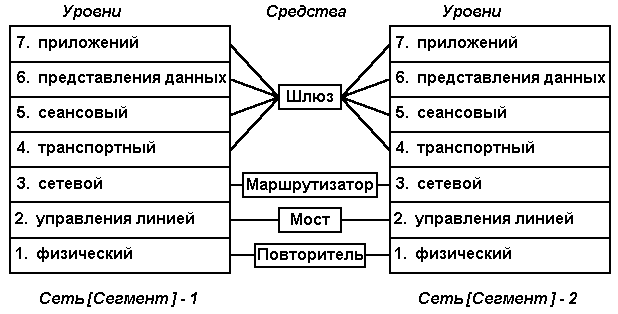 Уровни Средства Уровни
7. приложений 7. приложений
6. представления данных 6. представления данных
Шлюз
5. сеансовый 5. сеансовый
4. транспортный 4. транспортный
3. сетевой Маршрутизатор 3. сетевой
2. управления линией Мост 2. управления линией
1. физический Повторитель 1. физический
Сеть [Сегмент] - 1 Сеть [Сегмент] - 2